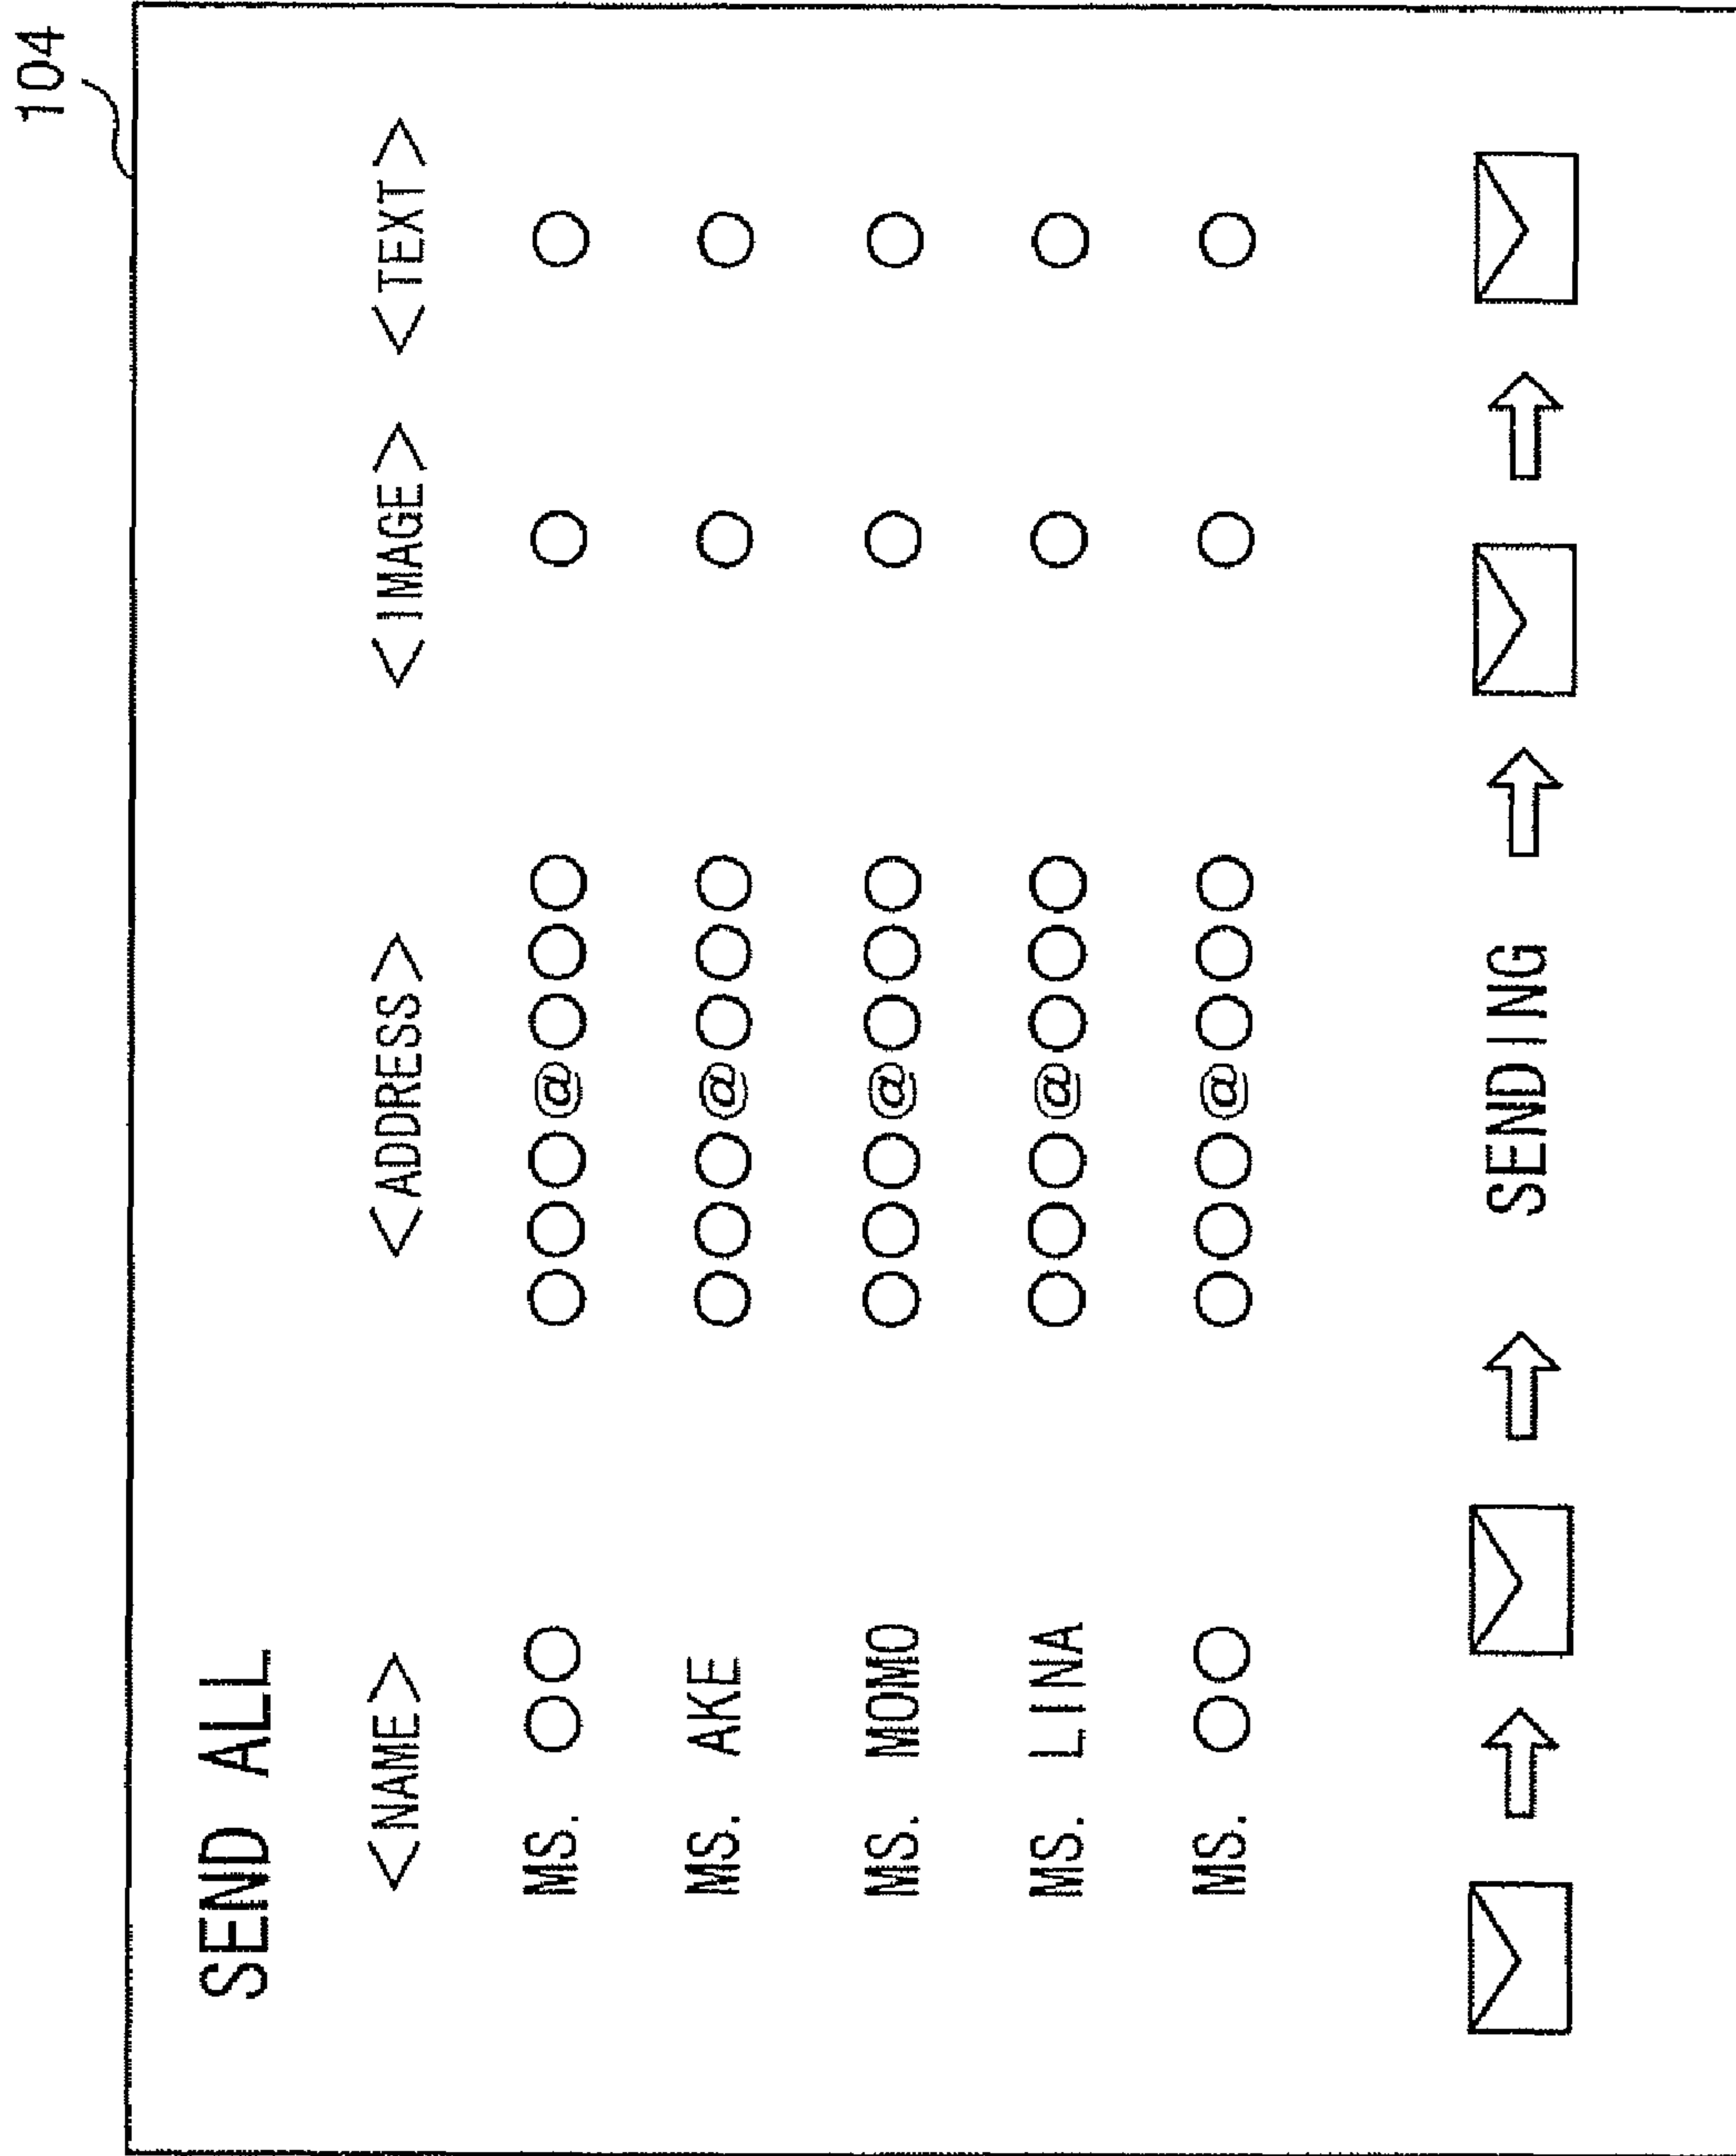 104
SEND ALL
<NAME> <ADDRESS> <IMAGE> <TEXT>
MS. ○○ ○○○@○○○ ○ ○
MS. AKE ○○○@○○○ ○ ○
MS. MOMO ○○○@○○○ ○ ○
MS. LINA ○○○@○○○ ○ ○
MS. ○○ ○○○@○○○ ○ ○
SENDING